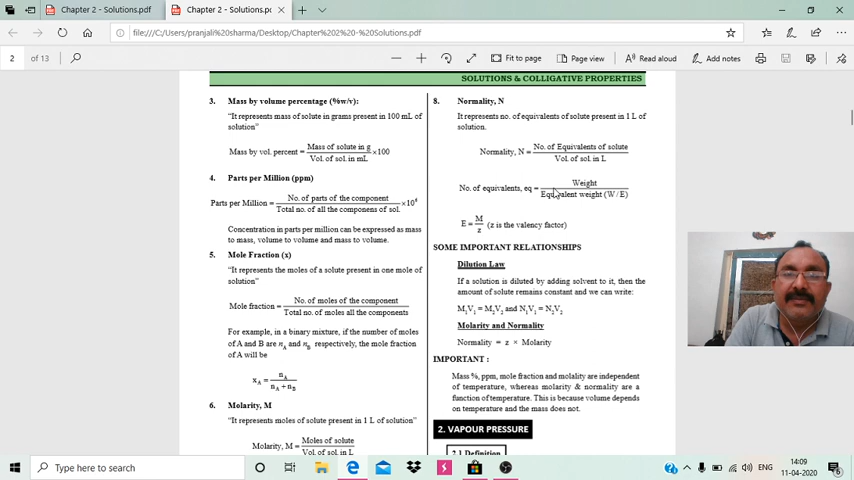 Chapter 2 - Solutions.pdf
Chapter 2 - Solutions.pc
file:///C:/Users/pranjali%20sharma/Desktop/Chapter%202%20-%20Solutions.pdf
2 of 13
Fit to page
Page view
Read aloud
Add notes
SOLUTIONS & COLLIGATIVE PROPERTIES
3. Mass by volume percentage (%w/v):
"It represents mass of solute in grams present in 100 mL of
solution"
Mass by vol. percent = Mass of solute in g / Vol. of sol. in mL ×100
4. Parts per Million (ppm)
Parts per Million = No. of parts of the component / Total no. of all the componens of sol. ×10⁶
Concentration in parts per million can be expressed as mass
to mass, volume to volume and mass to volume.
5. Mole Fraction (x)
"It represents the moles of a solute present in one mole of
solution"
Mole fraction = No. of moles of the component / Total no. of moles all the components
For example, in a binary mixture, if the number of moles
of A and B are n_A and n_B respectively, the mole fraction
of A will be
x_A = n_A / n_A + n_B
6. Molarity, M
"It represents moles of solute present in 1 L of solution"
Molarity, M = Moles of solute / Vol. of sol. in L
8. Normality, N
It represents no. of equivalents of solute present in 1 L of
solution.
Normality, N = No. of Equivalents of solute / Vol. of sol. in L
No. of equivalents, eq = Weight / Equivalent weight (W / E)
E = M / z (z is the valency factor)
SOME IMPORTANT RELATIONSHIPS
Dilution Law
If a solution is diluted by adding solvent to it, then the
amount of solute remains constant and we can write:
M₁V₁ = M₂V₂ and N₁V₁ = N₂V₂
Molarity and Normality
Normality = z × Molarity
IMPORTANT :
Mass %, ppm, mole fraction and molality are independent
of temperature, whereas molarity & normality are a
function of temperature. This is because volume depends
on temperature and the mass does not.
2. VAPOUR PRESSURE
2.1 Definition
Type here to search
ENG
14:09
11-04-2020